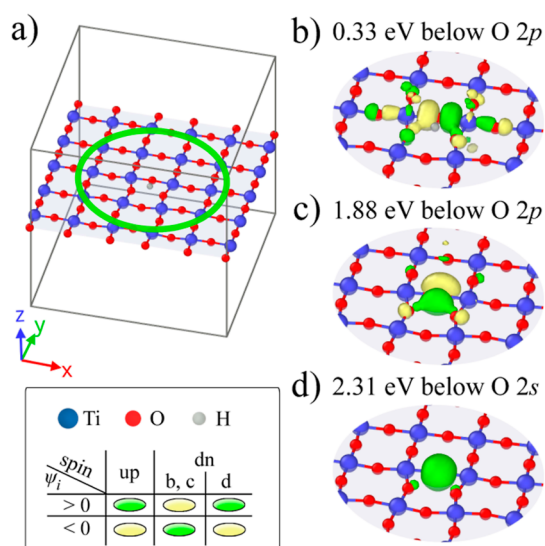 a)
z
y
x
Ti O H
spin dn
ψi up b, c d
> 0
< 0
b) 0.33 eV below O 2p
c) 1.88 eV below O 2p
d) 2.31 eV below O 2s